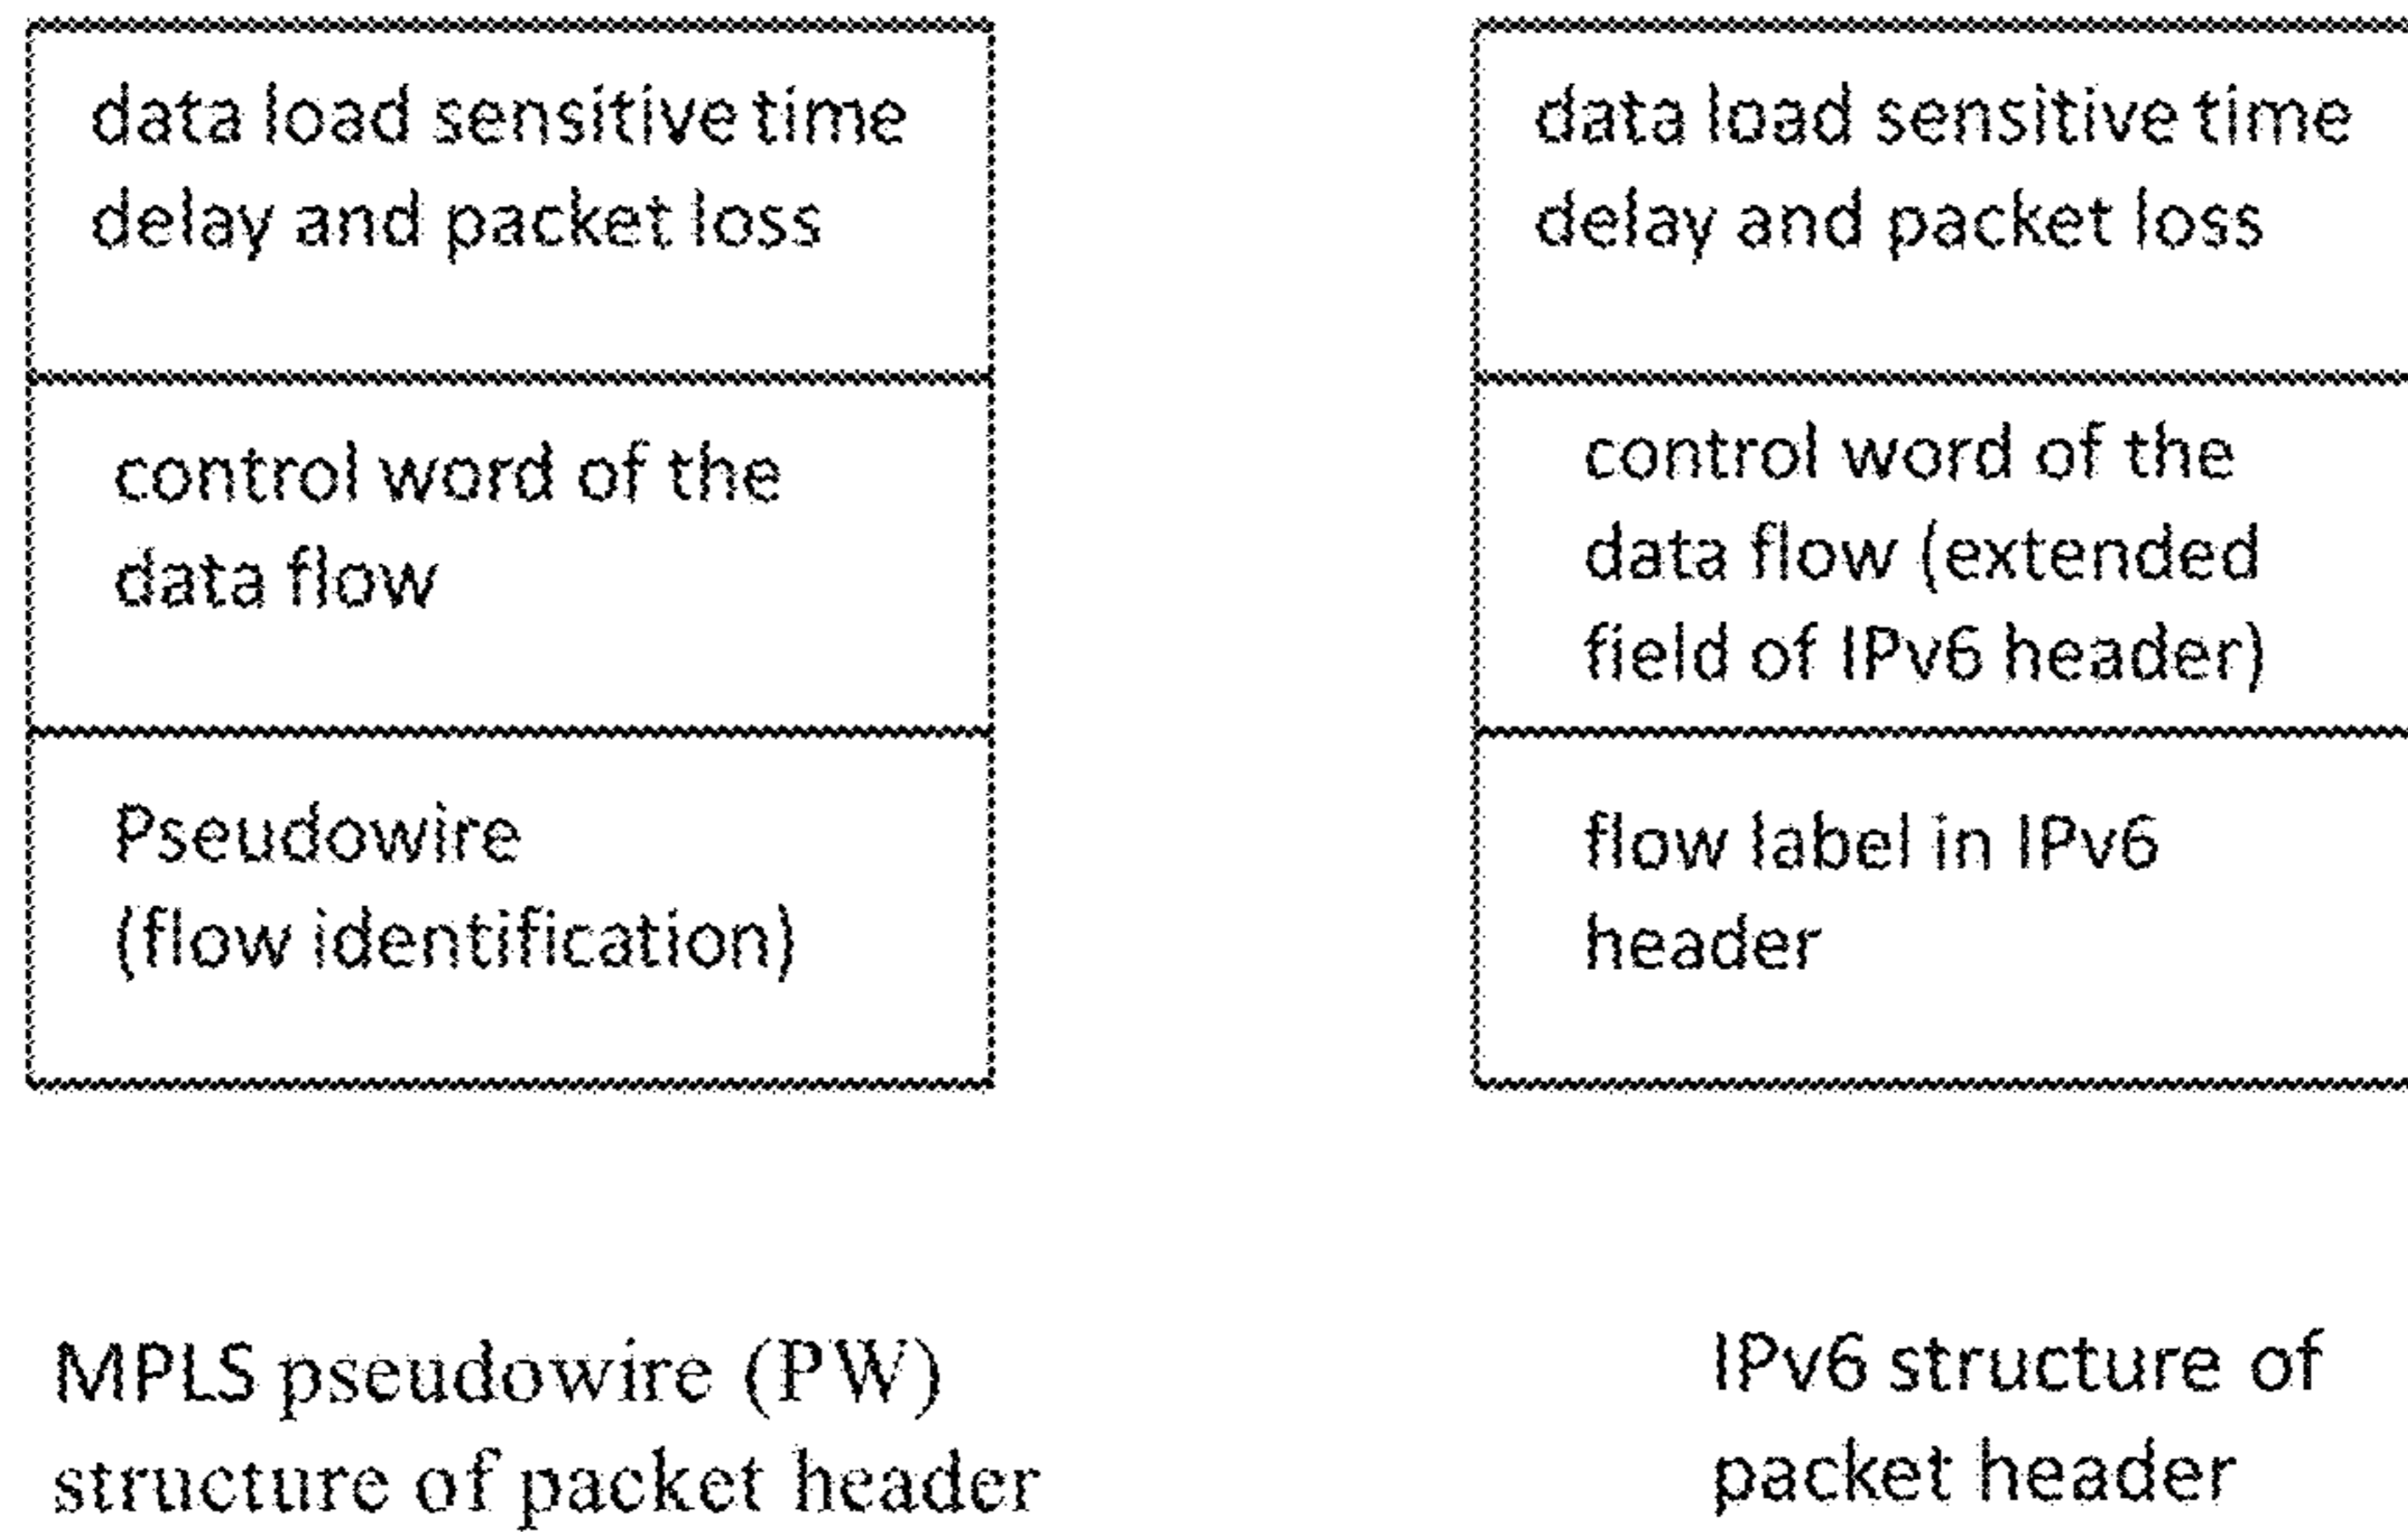 data load sensitive time
delay and packet loss
control word of the
data flow
Pseudowire
(flow identification)
MPLS pseudowire (PW)
structure of packet header
data load sensitive time
delay and packet loss
control word of the
data flow (extended
field of IPv6 header)
flow label in IPv6
header
IPv6 structure of
packet header